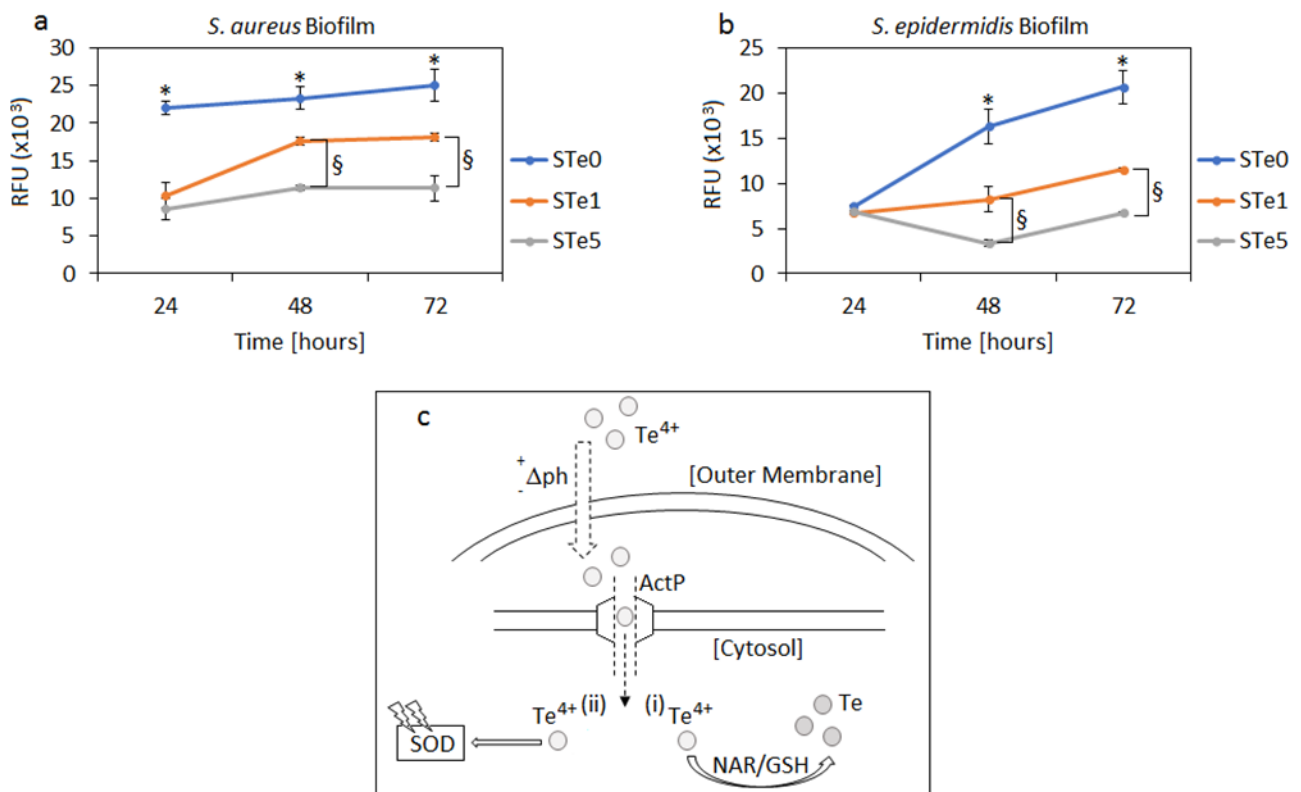 a
S. aureus Biofilm
RFU (x10³)
30
25
20
15
10
5
0
* * *
§ §
24 48 72
Time [hours]
STe0
STe1
STe5
b
S. epidermidis Biofilm
RFU (x10³)
25
20
15
10
5
0
* *
§ §
24 48 72
Time [hours]
STe0
STe1
STe5
c
Te⁴⁺
+
-
Δph
[Outer Membrane]
ActP
[Cytosol]
Te⁴⁺ (ii) (i) Te⁴⁺ Te
SOD
NAR/GSH